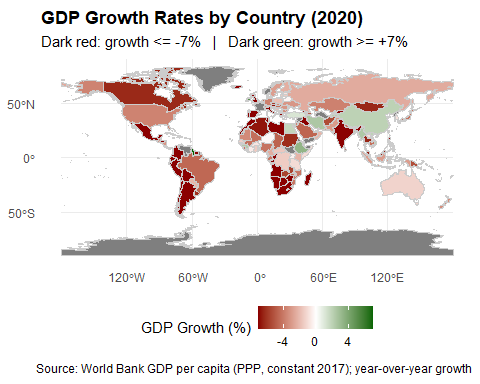 GDP Growth Rates by Country (2020)
Dark red: growth <= -7%  |  Dark green: growth >= +7%
50°N
0°
50°S
120°W 60°W 0° 60°E 120°E
GDP Growth (%)
-4 0 4
Source: World Bank GDP per capita (PPP, constant 2017); year-over-year growth